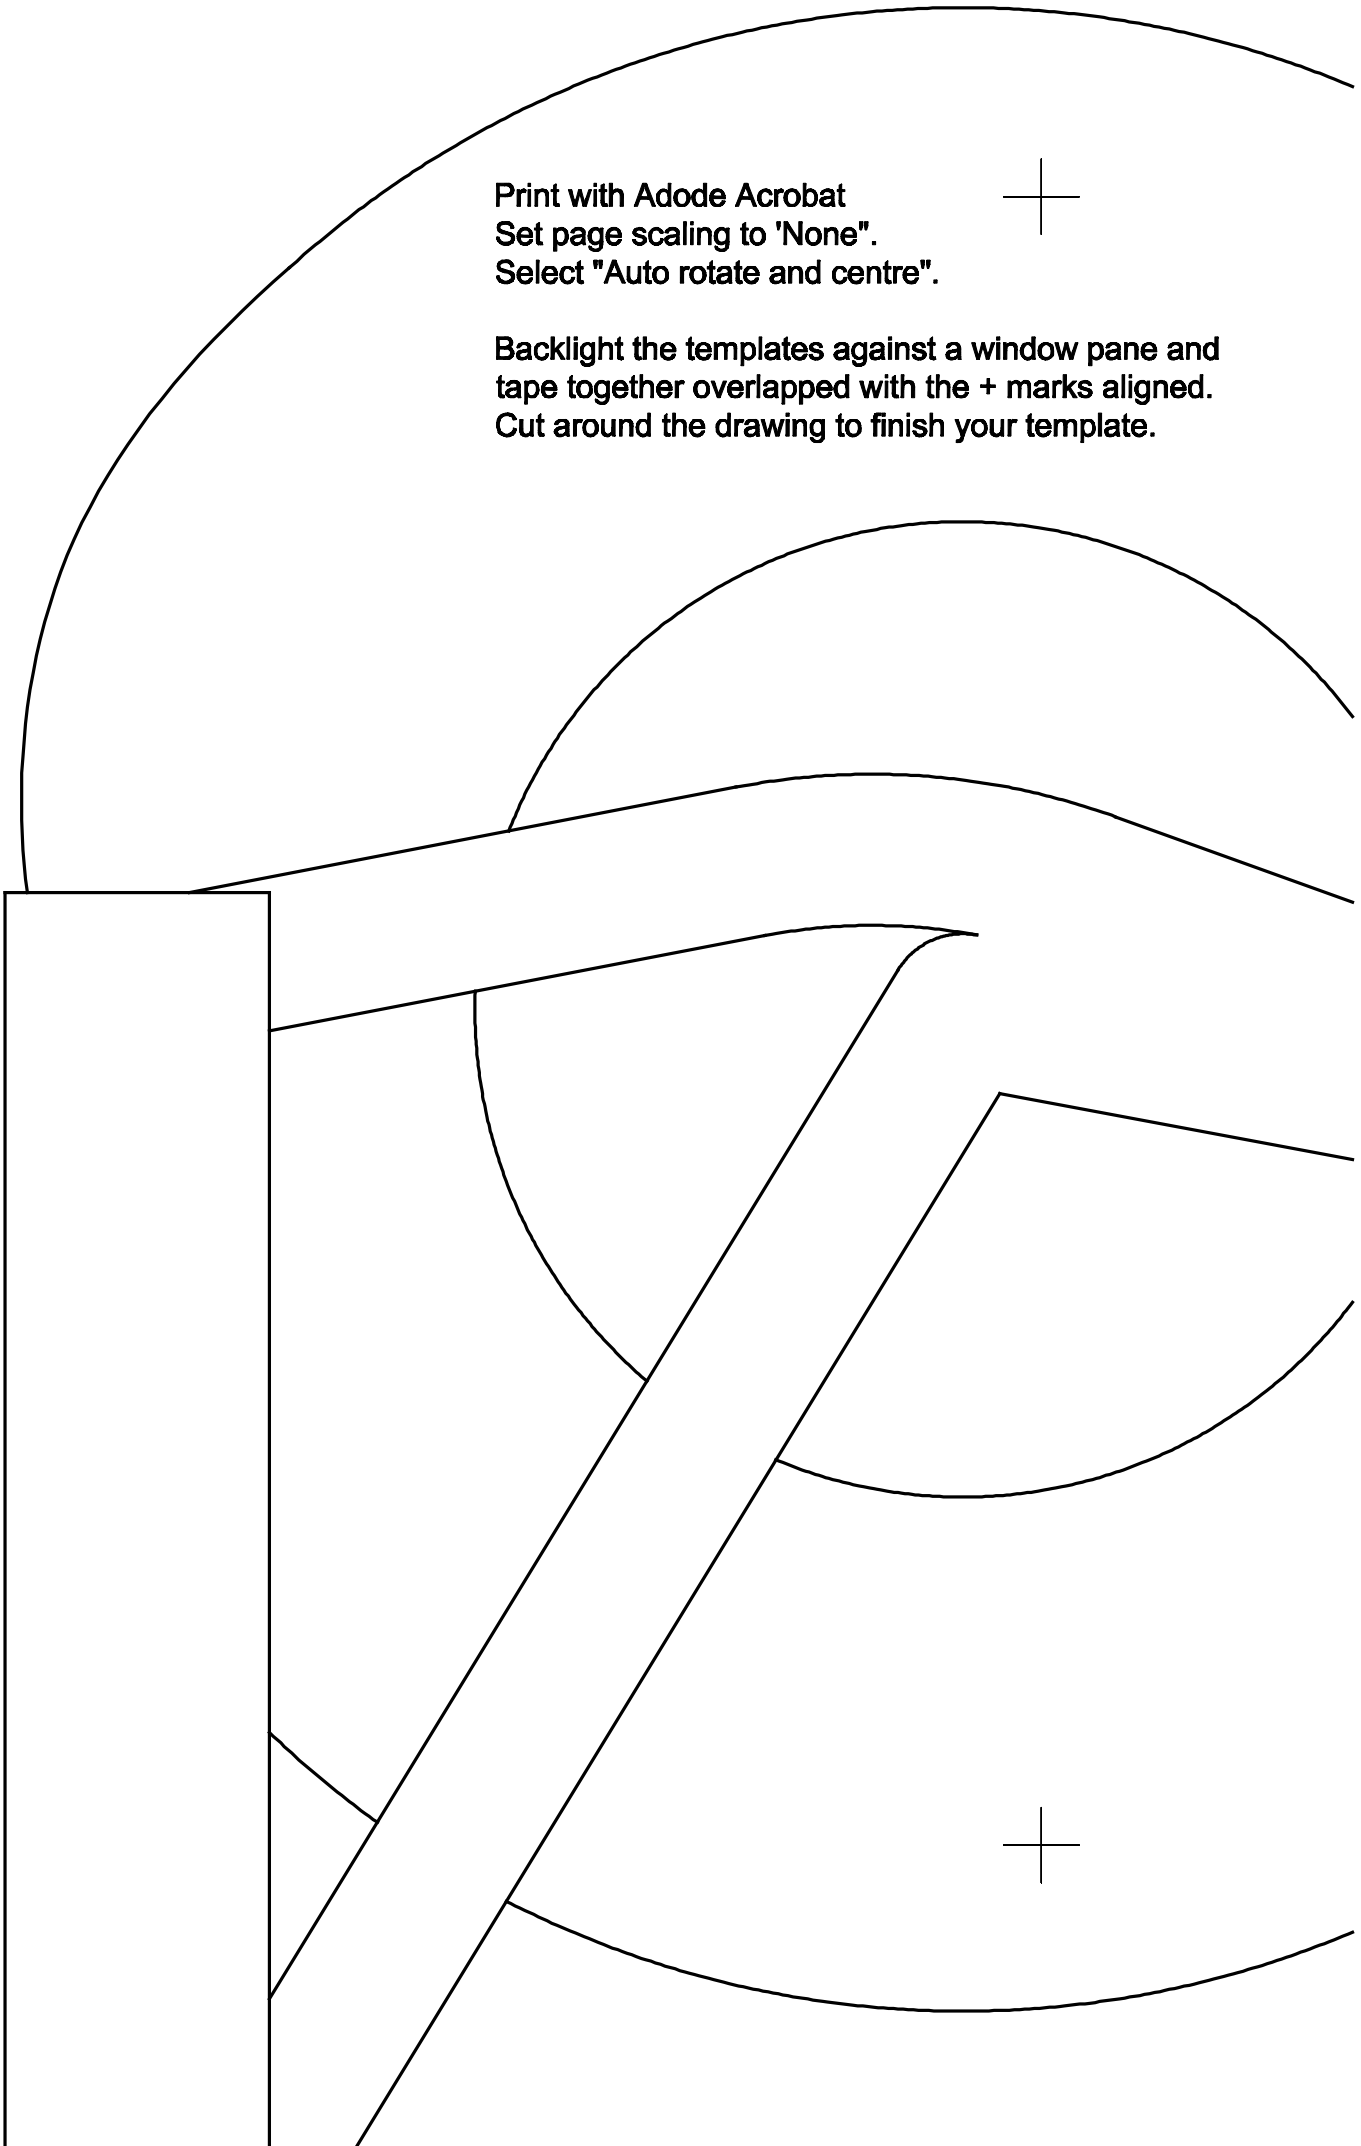 Print with Adode Acrobat
Set page scaling to 'None".
Select "Auto rotate and centre".
Backlight the templates against a window pane and
tape together overlapped with the + marks aligned.
Cut around the drawing to finish your template.